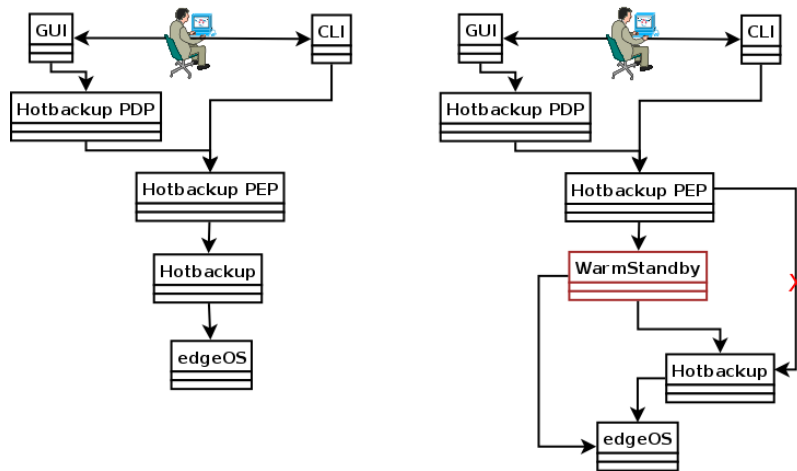 GUI
CLI
Hotbackup PDP
Hotbackup PEP
Hotbackup
edgeOS
GUI
CLI
Hotbackup PDP
Hotbackup PEP
WarmStandby
X
Hotbackup
edgeOS